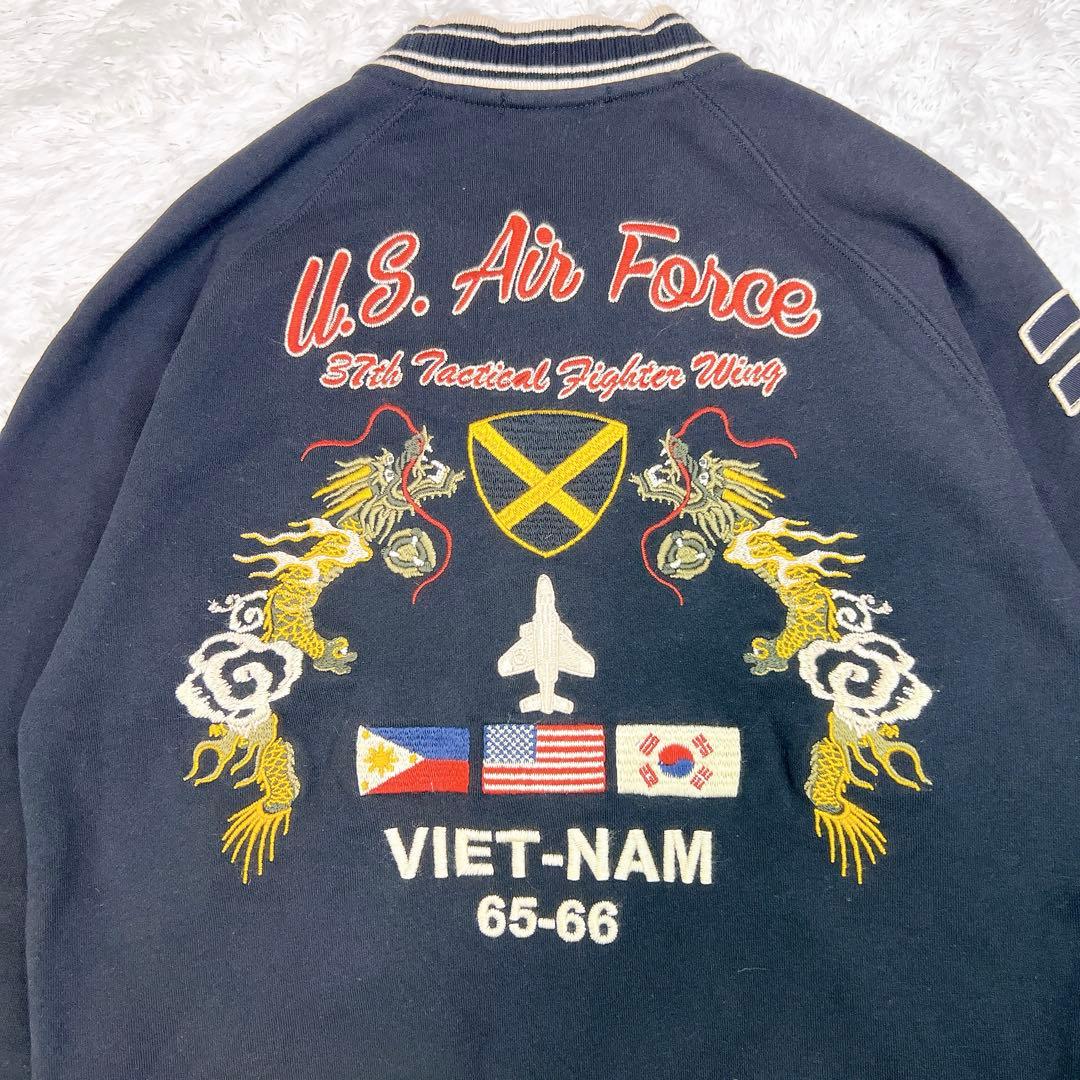 U.S. Air Force
37th Tactical Fighter Wing
VIET-NAM
65-66